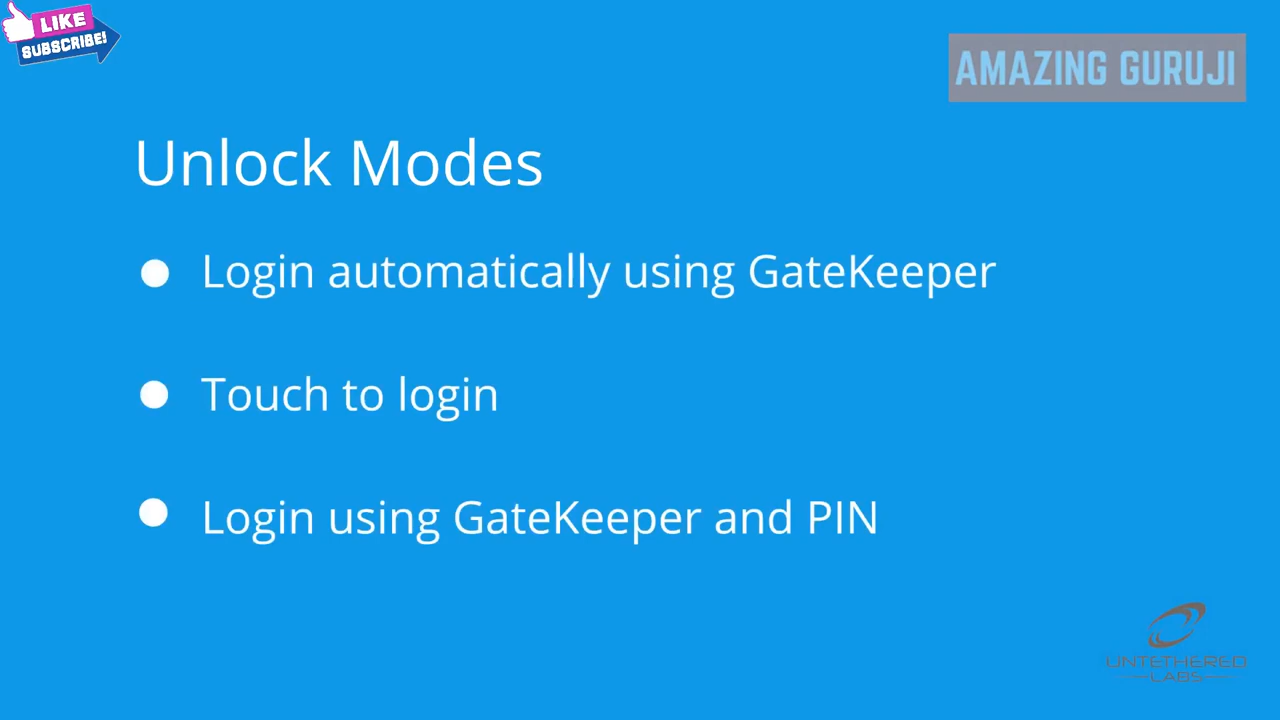 LIKE
SUBSCRIBE!
AMAZING GURUJI
Unlock Modes
Login automatically using GateKeeper
Touch to login
Login using GateKeeper and PIN
UNTETHERED
LABS